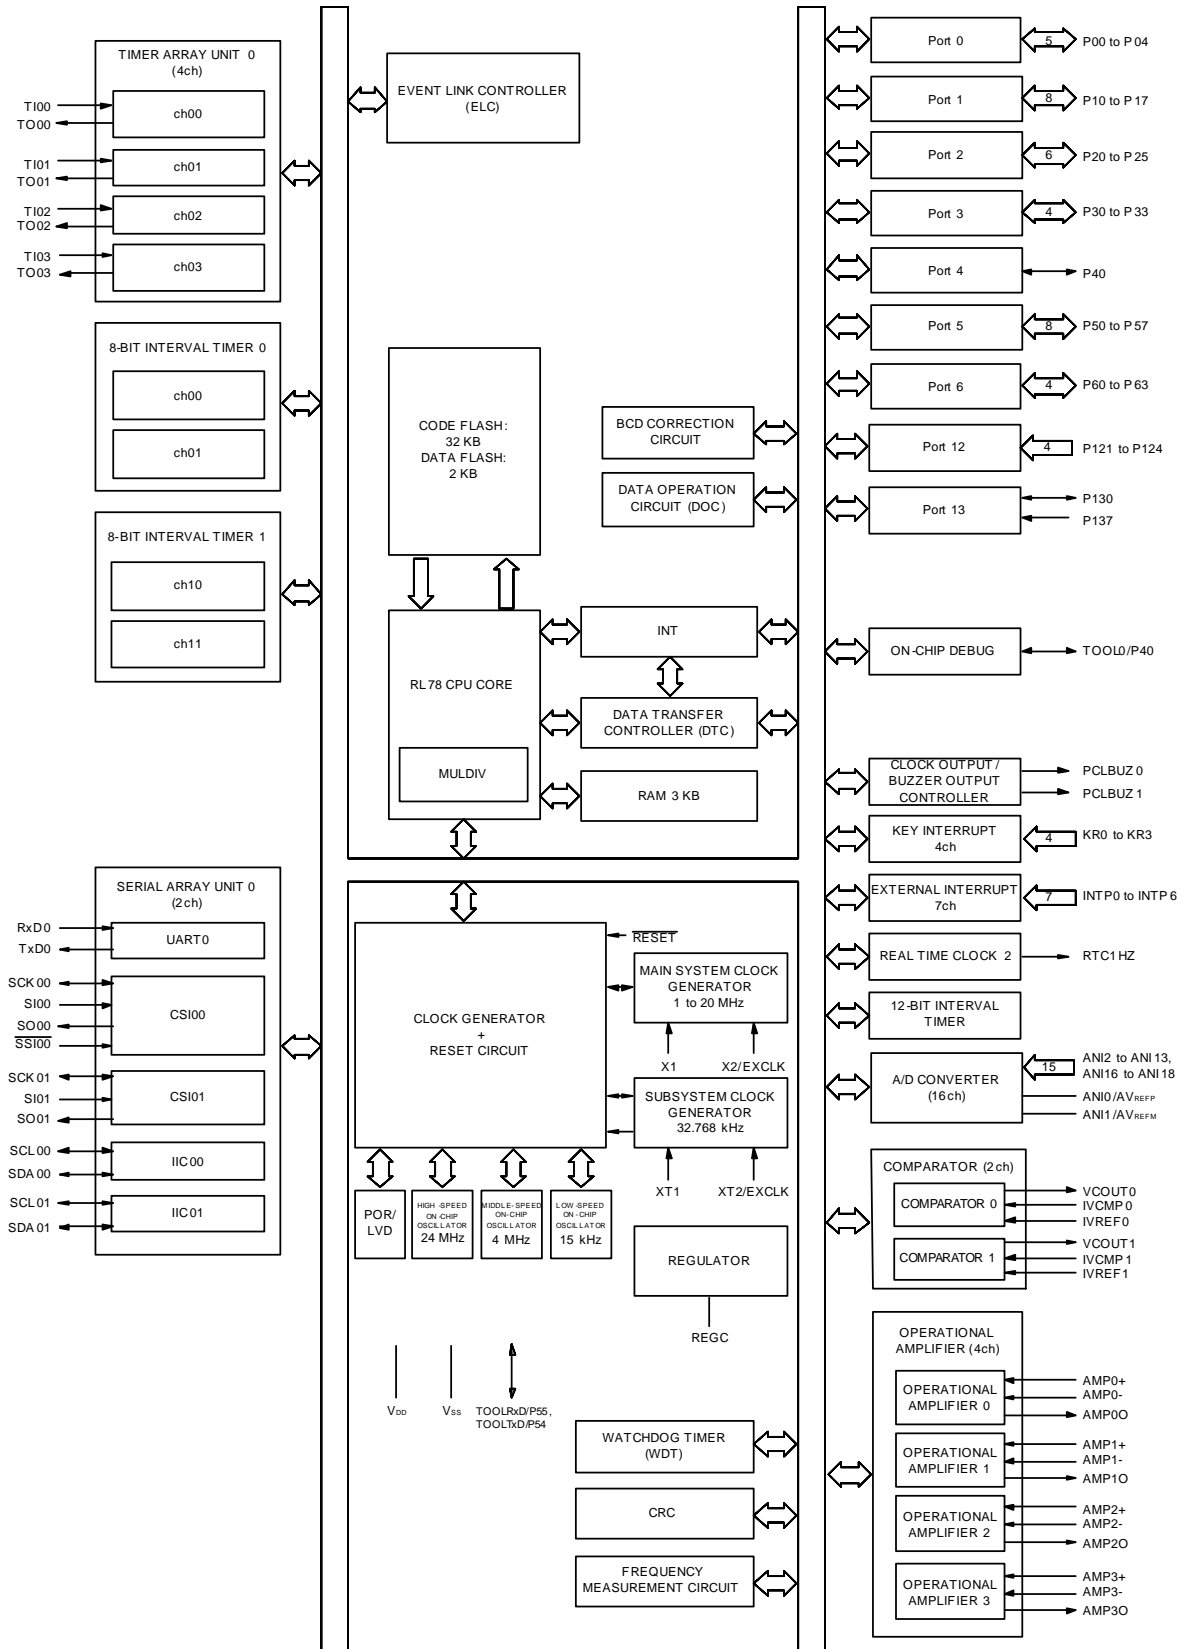 TIMER ARRAY UNIT 0
(4ch)
TI00
TO00
ch00
TI01
TO01
ch01
TI02
TO02
ch02
TI03
TO03
ch03
8-BIT INTERVAL TIMER 0
ch00
ch01
8-BIT INTERVAL TIMER 1
ch10
ch11
SERIAL ARRAY UNIT 0
(2ch)
RxD0
TxD0
UART0
SCK00
SI00
SO00
SSI00
CSI00
SCK01
SI01
SO01
CSI01
SCL00
SDA00
IIC00
SCL01
SDA01
IIC01
EVENT LINK CONTROLLER
(ELC)
CODE FLASH:
32 KB
DATA FLASH:
2 KB
BCD CORRECTION
CIRCUIT
DATA OPERATION
CIRCUIT (DOC)
RL78 CPU CORE
MULDIV
INT
DATA TRANSFER
CONTROLLER (DTC)
RAM 3 KB
CLOCK GENERATOR
+
RESET CIRCUIT
RESET
MAIN SYSTEM CLOCK
GENERATOR
1 to 20 MHz
X1
X2/EXCLK
SUBSYSTEM CLOCK
GENERATOR
32.768 kHz
XT1
XT2/EXCLK
POR/
LVD
HIGH-SPEED
ON-CHIP
OSCILLATOR
24 MHz
MIDDLE-SPEED
ON-CHIP
OSCILLATOR
4 MHz
LOW-SPEED
ON-CHIP
OSCILLATOR
15 kHz
REGULATOR
REGC
VDD
VSS
TOOLRxD/P55,
TOOLTxD/P54
WATCHDOG TIMER
(WDT)
CRC
FREQUENCY
MEASUREMENT CIRCUIT
Port 0
5
P00 to P04
Port 1
8
P10 to P17
Port 2
6
P20 to P25
Port 3
4
P30 to P33
Port 4
P40
Port 5
8
P50 to P57
Port 6
4
P60 to P63
Port 12
4
P121 to P124
Port 13
P130
P137
ON-CHIP DEBUG
TOOL0/P40
CLOCK OUTPUT /
BUZZER OUTPUT
CONTROLLER
PCLBUZ0
PCLBUZ1
KEY INTERRUPT
4ch
4
KR0 to KR3
EXTERNAL INTERRUPT
7ch
7
INTP0 to INTP6
REAL TIME CLOCK 2
RTC1HZ
12-BIT INTERVAL
TIMER
A/D CONVERTER
(16ch)
15
ANI2 to ANI13,
ANI16 to ANI18
ANI0/AVREFP
ANI1/AVREFM
COMPARATOR (2ch)
COMPARATOR 0
VCOUT0
IVCMP0
IVREF0
COMPARATOR 1
VCOUT1
IVCMP1
IVREF1
OPERATIONAL
AMPLIFIER (4ch)
OPERATIONAL
AMPLIFIER 0
AMP0+
AMP0-
AMP0O
OPERATIONAL
AMPLIFIER 1
AMP1+
AMP1-
AMP1O
OPERATIONAL
AMPLIFIER 2
AMP2+
AMP2-
AMP2O
OPERATIONAL
AMPLIFIER 3
AMP3+
AMP3-
AMP3O